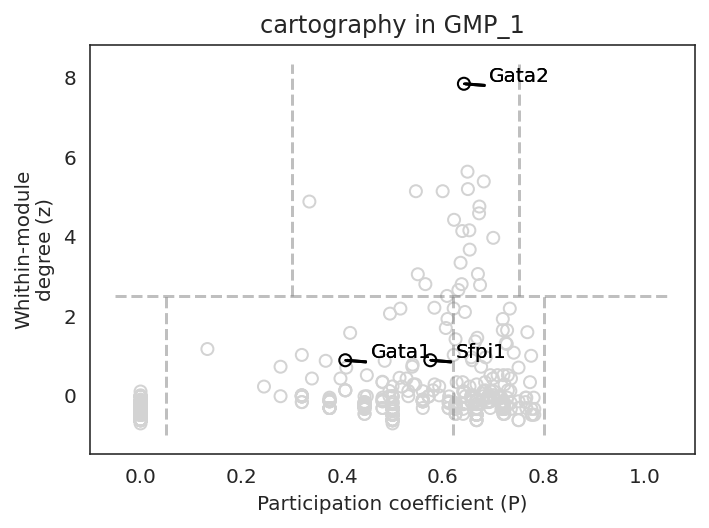 cartography in GMP_1
Gata2
Gata1
Sfpi1
8
6
4
2
0
Whithin-module
degree (z)
0.0 0.2 0.4 0.6 0.8 1.0
Participation coefficient (P)